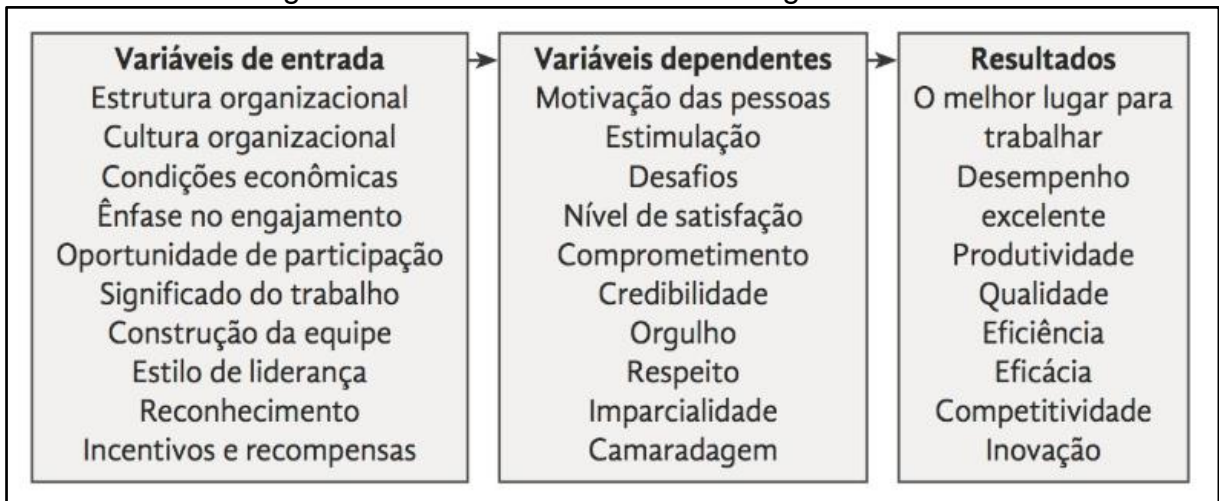 Variáveis de entrada
Estrutura organizacional
Cultura organizacional
Condições econômicas
Ênfase no engajamento
Oportunidade de participação
Significado do trabalho
Construção da equipe
Estilo de liderança
Reconhecimento
Incentivos e recompensas
Variáveis dependentes
Motivação das pessoas
Estimulação
Desafios
Nível de satisfação
Comprometimento
Credibilidade
Orgulho
Respeito
Imparcialidade
Camaradagem
Resultados
O melhor lugar para
trabalhar
Desempenho
excelente
Produtividade
Qualidade
Eficiência
Eficácia
Competitividade
Inovação